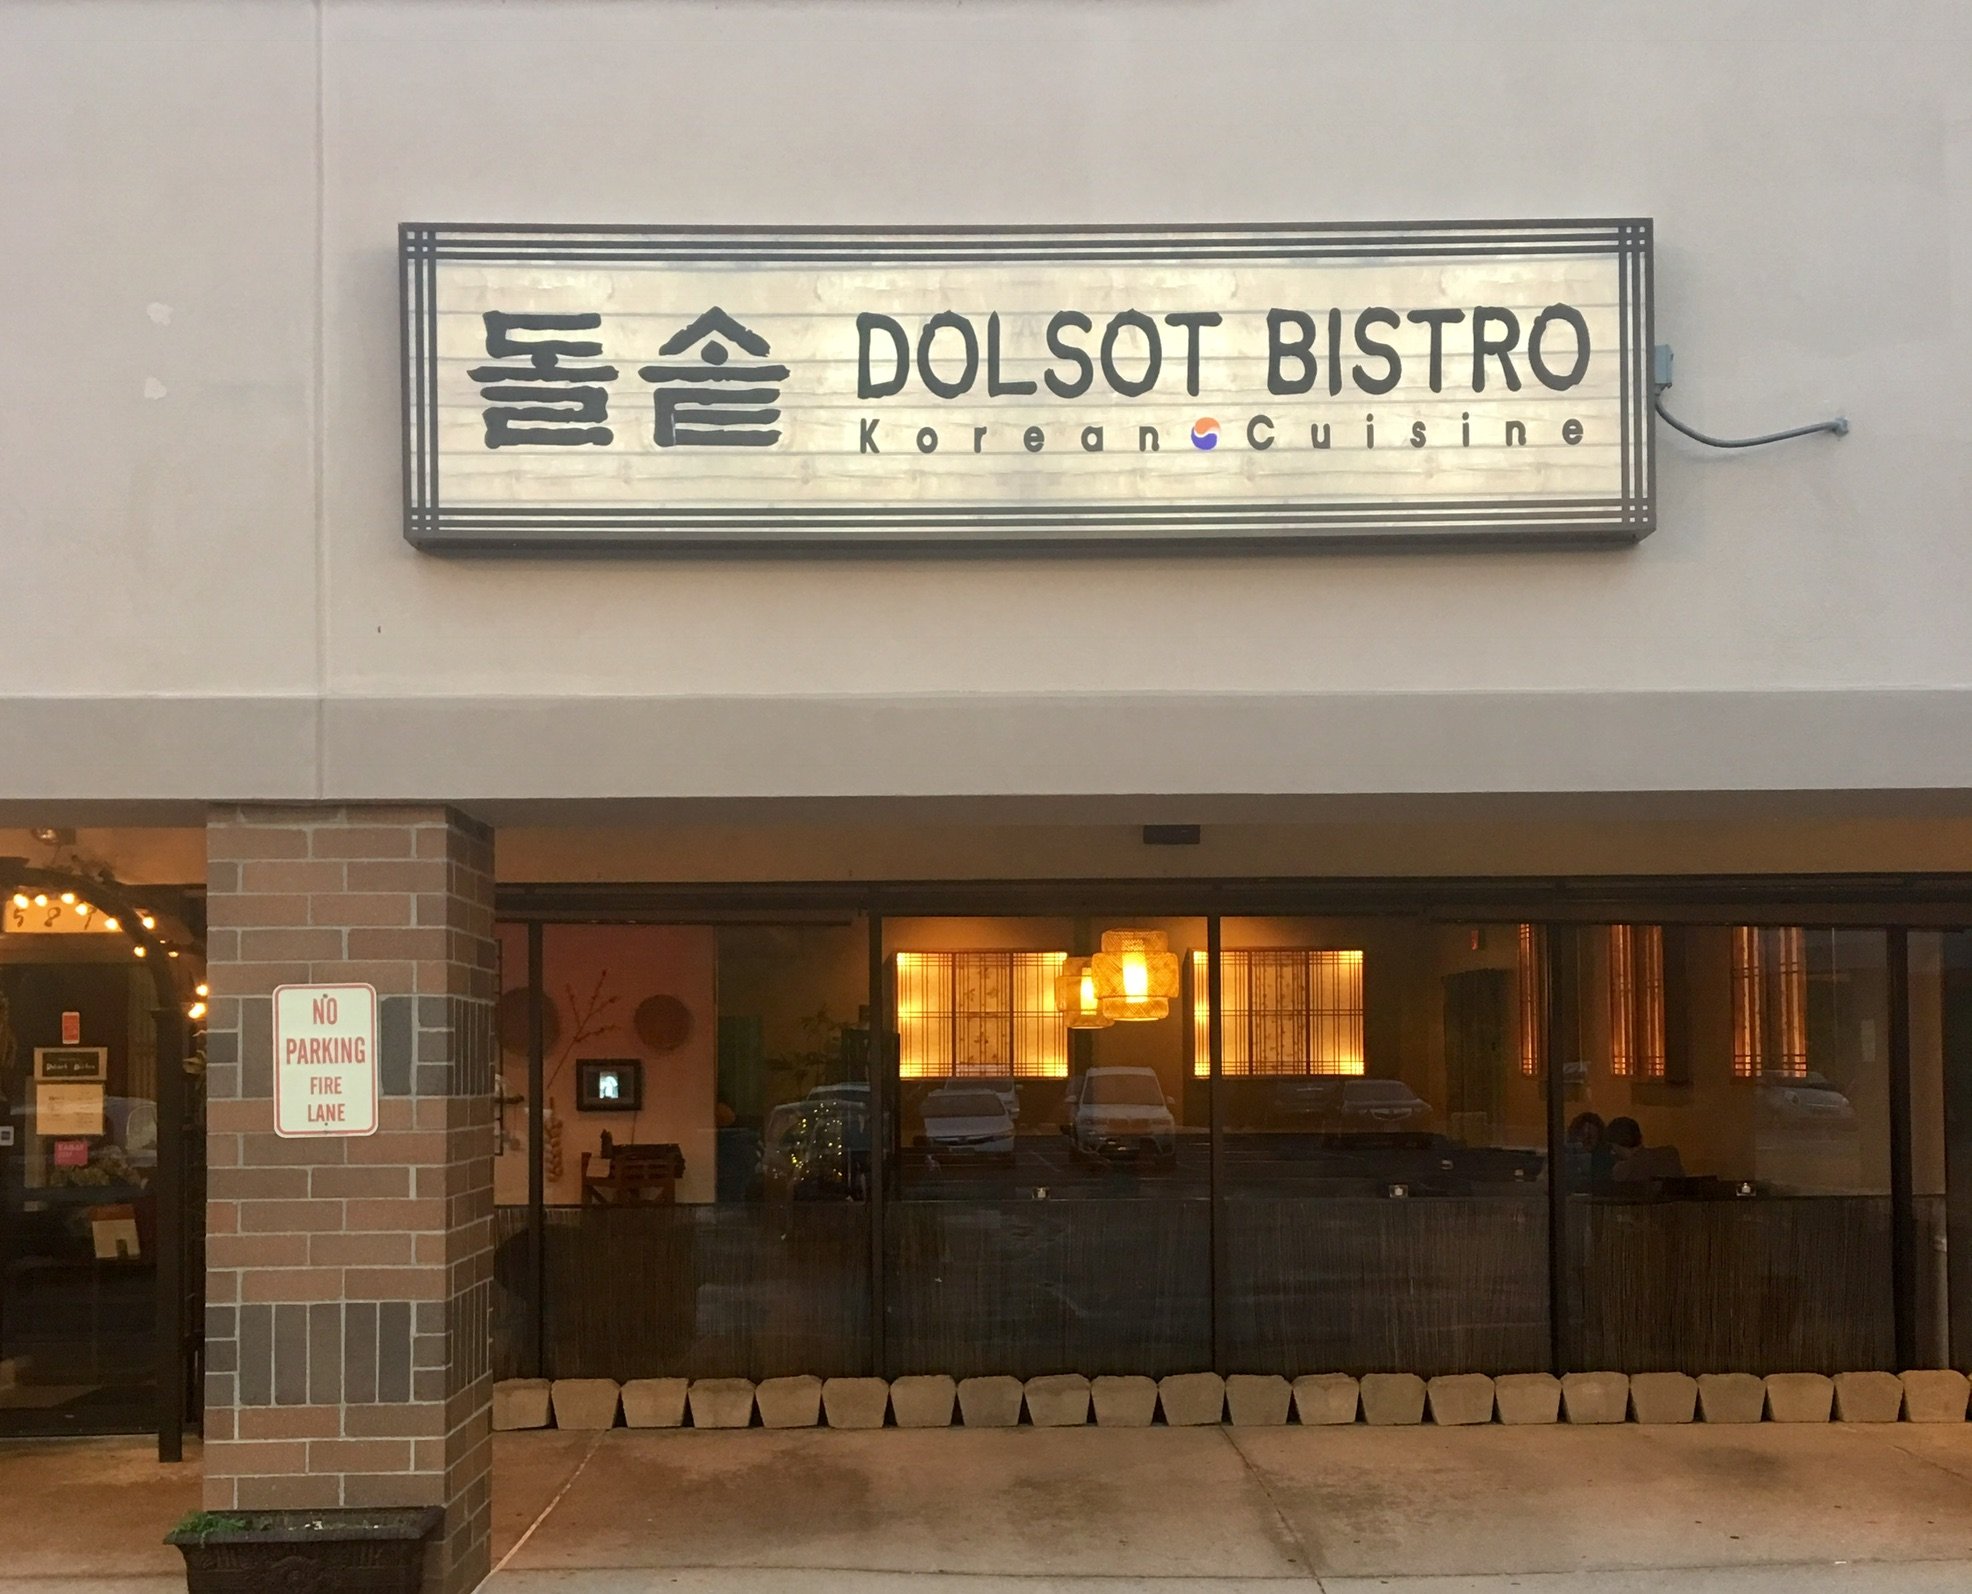 돌솥 DOLSOT BISTRO
Korean Cuisine
NO
PARKING
FIRE
LANE